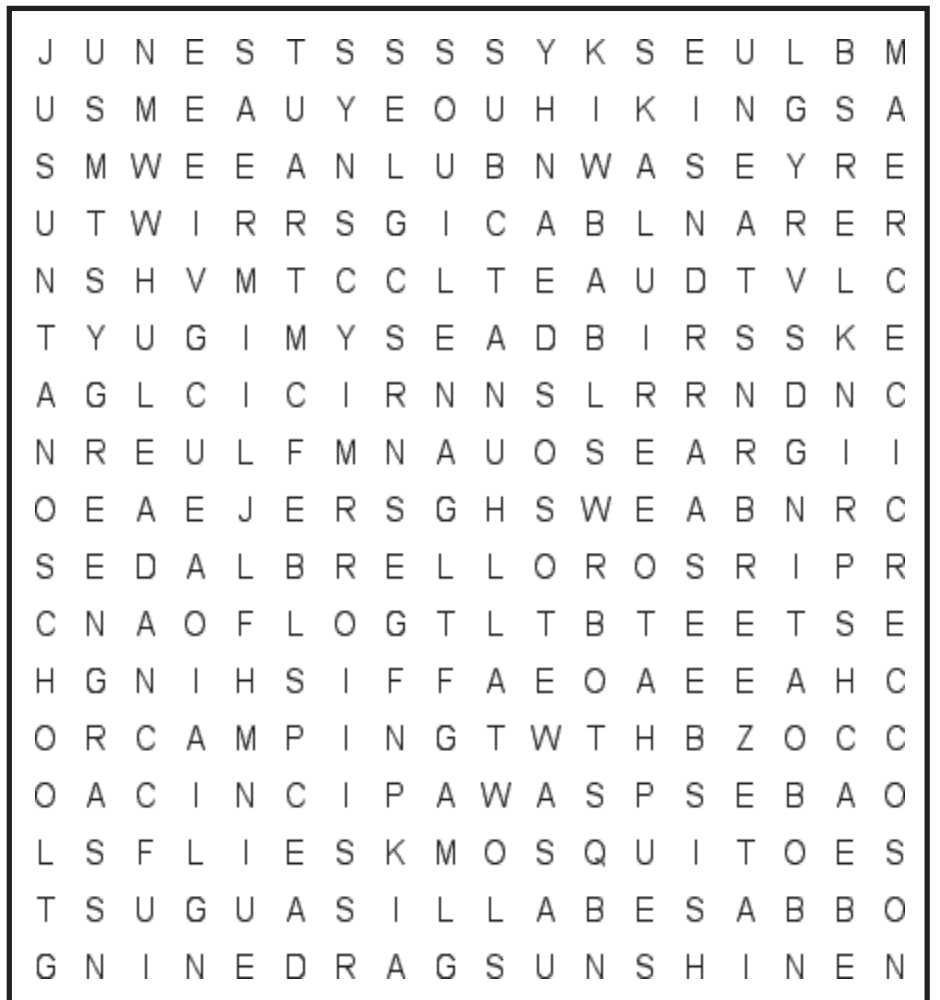 J U N E S T S S S S Y K S E U L B M
U S M E A U Y E O U H I K I N G S A
S M W E E A N L U B N W A S E Y R E
U T W I R R S G I C A B L N A R E R
N S H V M T C C L T E A U D T V L C
T Y U G I M Y S E A D B I R S S K E
A G L C I C I R N N S L R R N D N C
N R E U L F M N A U O S E A R G I I
O E A E J E R S G H S W E A B N R C
S E D A L B R E L L O R O S R I P R
C N A O F L O G T L T B T E E T S E
H G N I H S I F F A E O A E E A H C
O R C A M P I N G T W T H B Z O C C
O A C I N C I P A W A S P S E B A O
L S F L I E S K M O S Q U I T O E S
T S U G U A S I L L A B E S A B B O
G N I N E D R A G S U N S H I N E N